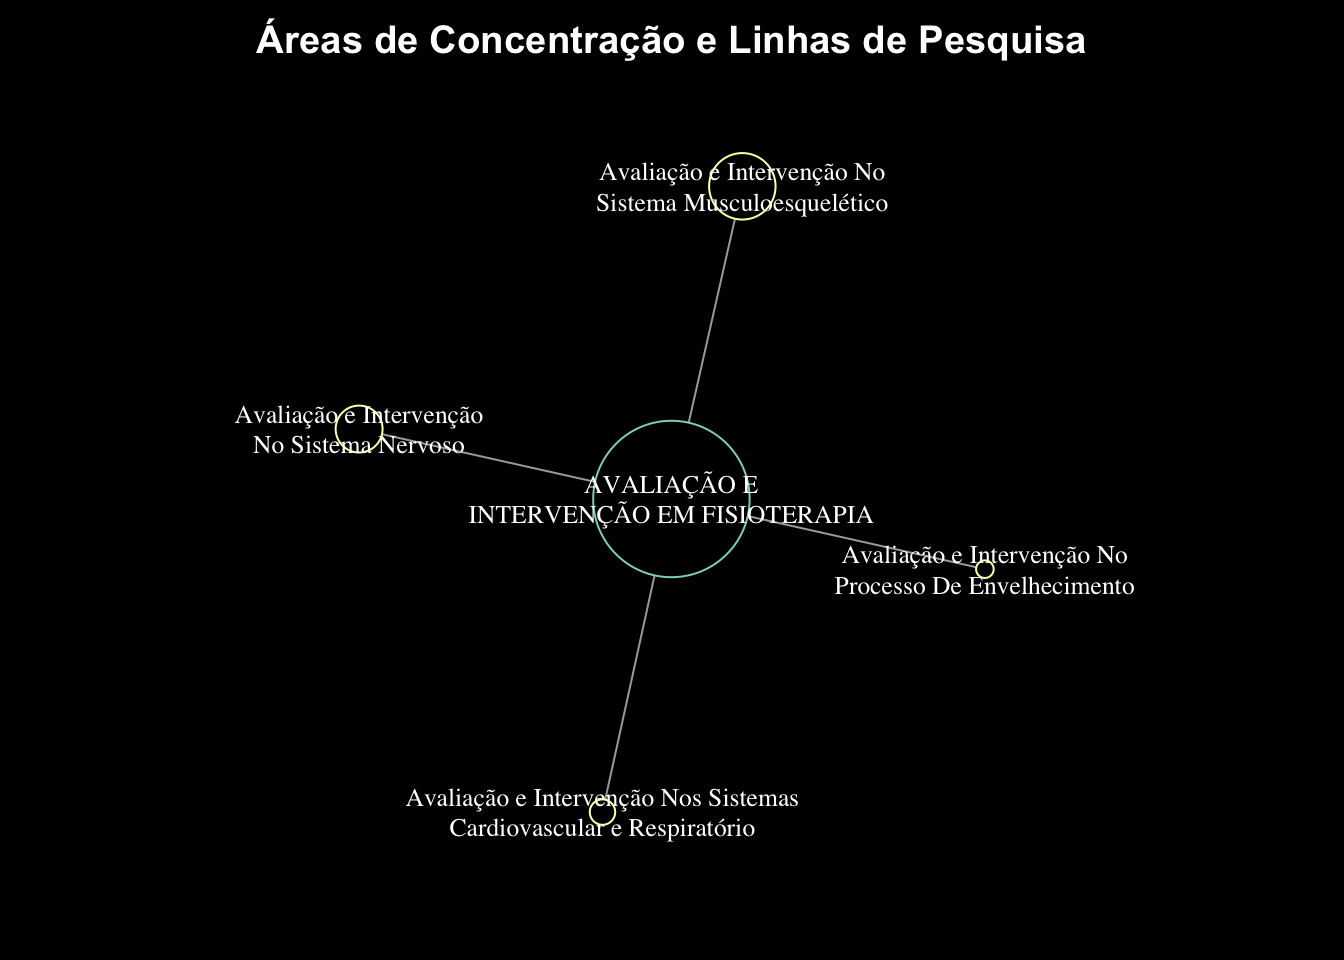 Áreas de Concentração e Linhas de Pesquisa
Avaliação e Intervenção No
Sistema Musculoesquelético
Avaliação e Intervenção
No Sistema Nervoso
AVALIAÇÃO E
INTERVENÇÃO EM FISIOTERAPIA
Avaliação e Intervenção No
Processo De Envelhecimento
Avaliação e Intervenção Nos Sistemas
Cardiovascular e Respiratório